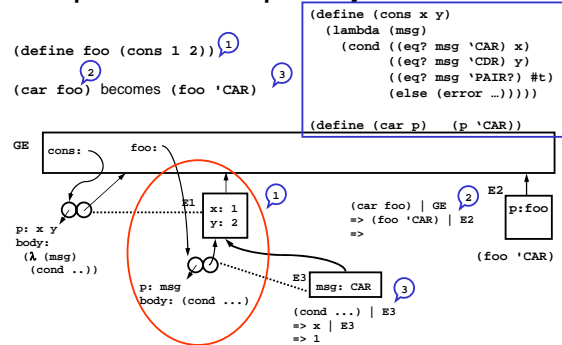 (define (cons x y)
(lambda (msg)
(cond ((eq? msg ‘CAR) x)
((eq? msg ‘CDR) y)
((eq? msg ‘PAIR?) #t)
(else (error …)))))
(define (car p) (p ‘CAR))
(define foo (cons 1 2))
1
2
(car foo) becomes (foo 'CAR)
3
GE
cons:
foo:
E1
x: 1
y: 2
1
p: x y
body:
(λ (msg)
(cond ..))
p: msg
body: (cond ...)
E3
msg: CAR
3
(cond ...) | E3
=> x | E3
=> 1
(car foo) | GE
=> (foo 'CAR) | E2
=>
2
E2
p:foo
(foo 'CAR)